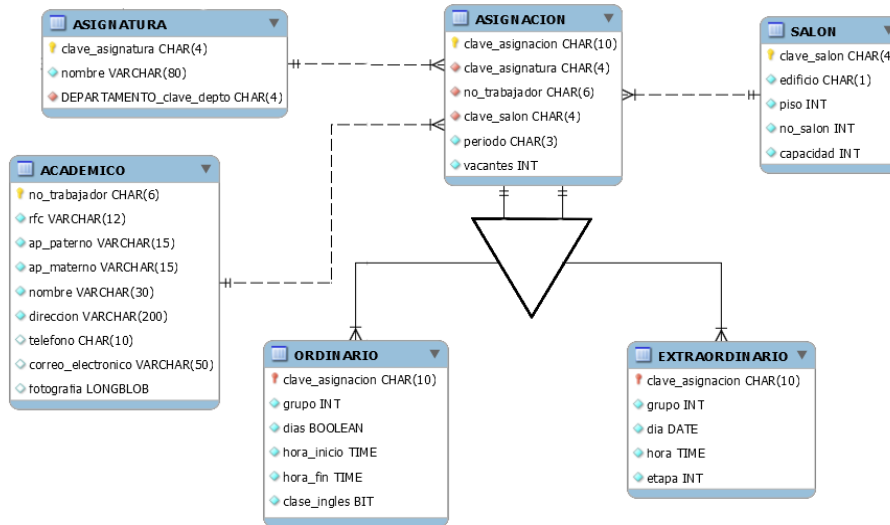 ASIGNATURA
clave_asignatura CHAR(4)
nombre VARCHAR(80)
DEPARTAMENTO_clave_depto CHAR(4)
ASIGNACION
clave_asignacion CHAR(10)
clave_asignatura CHAR(4)
no_trabajador CHAR(6)
clave_salon CHAR(4)
periodo CHAR(3)
vacantes INT
SALON
clave_salon CHAR(4
edificio CHAR(1)
piso INT
no_salon INT
capacidad INT
ACADEMICO
no_trabajador CHAR(6)
rfc VARCHAR(12)
ap_paterno VARCHAR(15)
ap_materno VARCHAR(15)
nombre VARCHAR(30)
direccion VARCHAR(200)
telefono CHAR(10)
correo_electronico VARCHAR(50)
fotografia LONGBLOB
ORDINARIO
clave_asignacion CHAR(10)
grupo INT
dias BOOLEAN
hora_inicio TIME
hora_fin TIME
clase_ingles BIT
EXTRAORDINARIO
clave_asignacion CHAR(10)
grupo INT
dia DATE
hora TIME
etapa INT